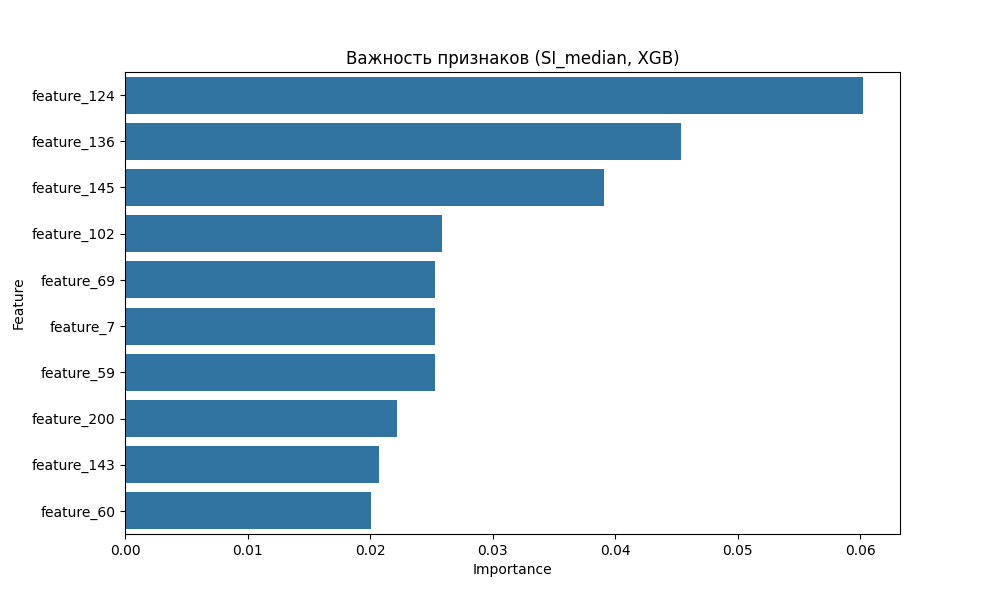 Важность признаков (SI_median, XGB)
feature_124
feature_136
feature_145
feature_102
feature_69
feature_7
feature_59
feature_200
feature_143
feature_60
Feature
0.00 0.01 0.02 0.03 0.04 0.05 0.06
Importance